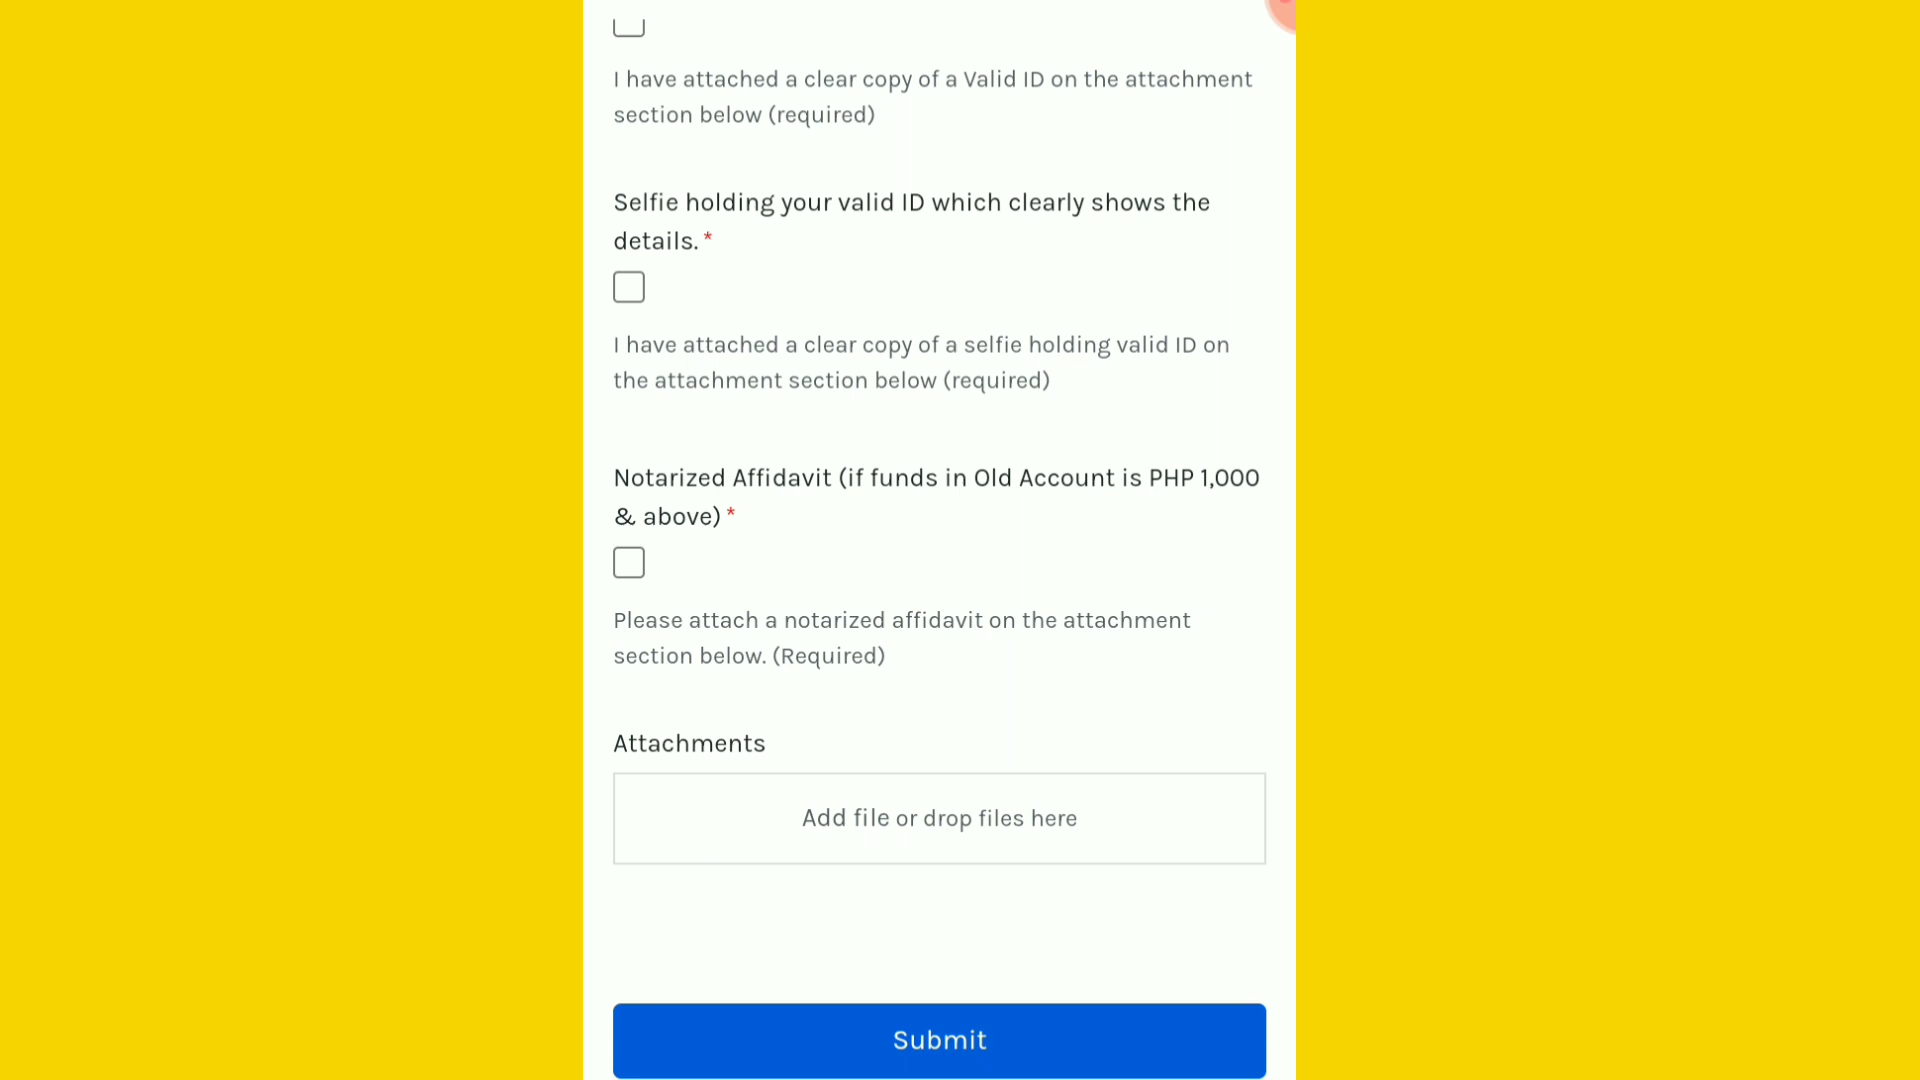 I have attached a clear copy of a Valid ID on the attachment
section below (required)
Selfie holding your valid ID which clearly shows the
details. *
I have attached a clear copy of a selfie holding valid ID on
the attachment section below (required)
Notarized Affidavit (if funds in Old Account is PHP 1,000
& above) *
Please attach a notarized affidavit on the attachment
section below. (Required)
Attachments
Add file or drop files here
Submit